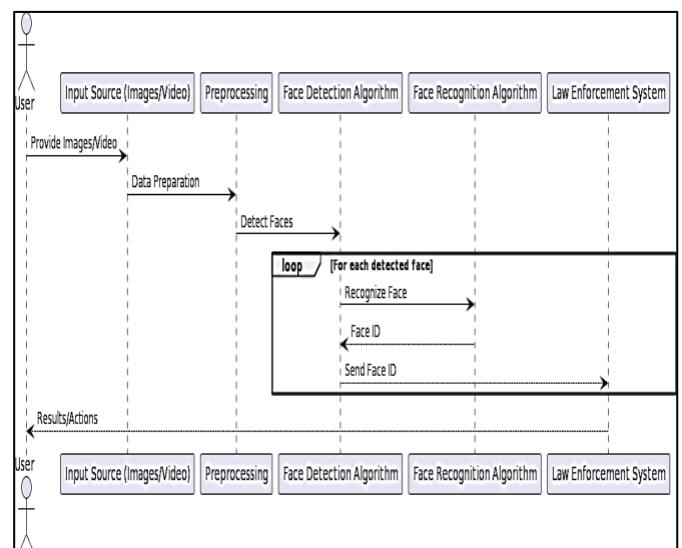 User
Input Source (Images/Video)
Preprocessing
Face Detection Algorithm
Face Recognition Algorithm
Law Enforcement System
Provide Images/Video
Data Preparation
Detect Faces
loop
[For each detected face]
Recognize Face
Face ID
Send Face ID
Results/Actions
User
Input Source (Images/Video)
Preprocessing
Face Detection Algorithm
Face Recognition Algorithm
Law Enforcement System